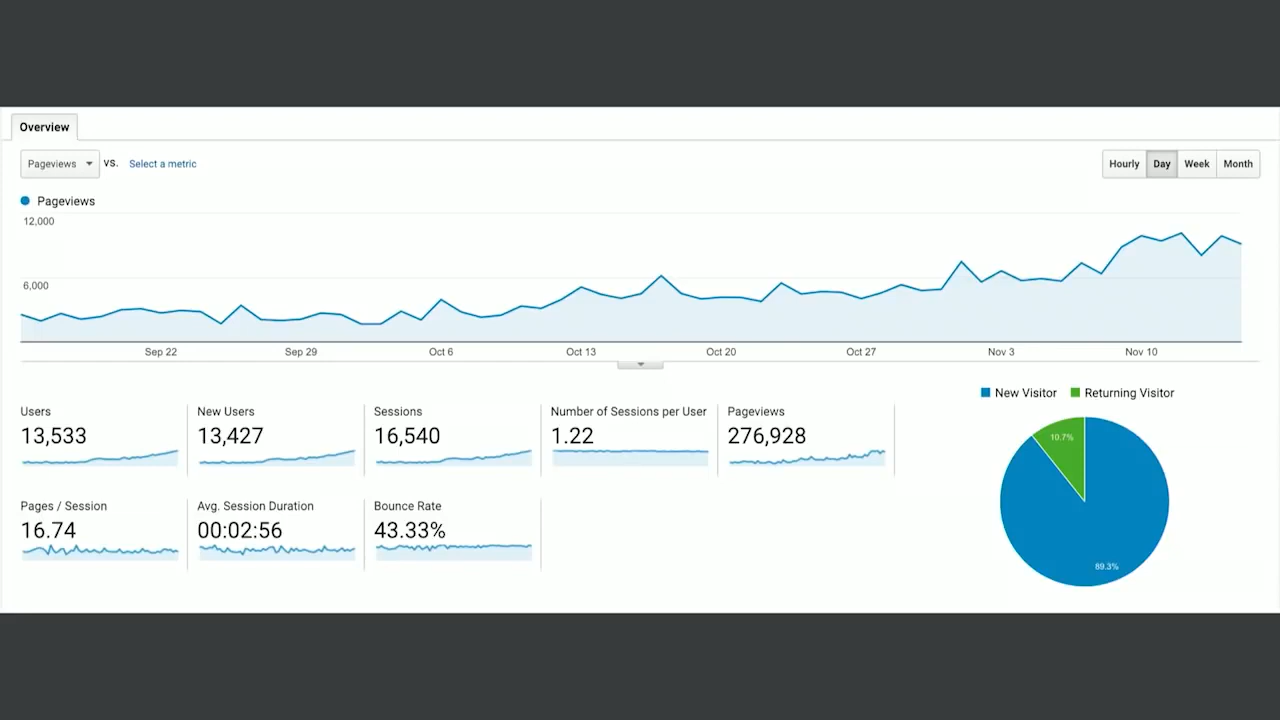 Overview
Pageviews vs. Select a metric
Hourly Day Week Month
Pageviews
12,000
6,000
Sep 22 Sep 29 Oct 6 Oct 13 Oct 20 Oct 27 Nov 3 Nov 10
New Visitor Returning Visitor
Users New Users Sessions Number of Sessions per User Pageviews
13,533 13,427 16,540 1.22 276,928
10.7%
Pages / Session Avg. Session Duration Bounce Rate
16.74 00:02:56 43.33%
89.3%